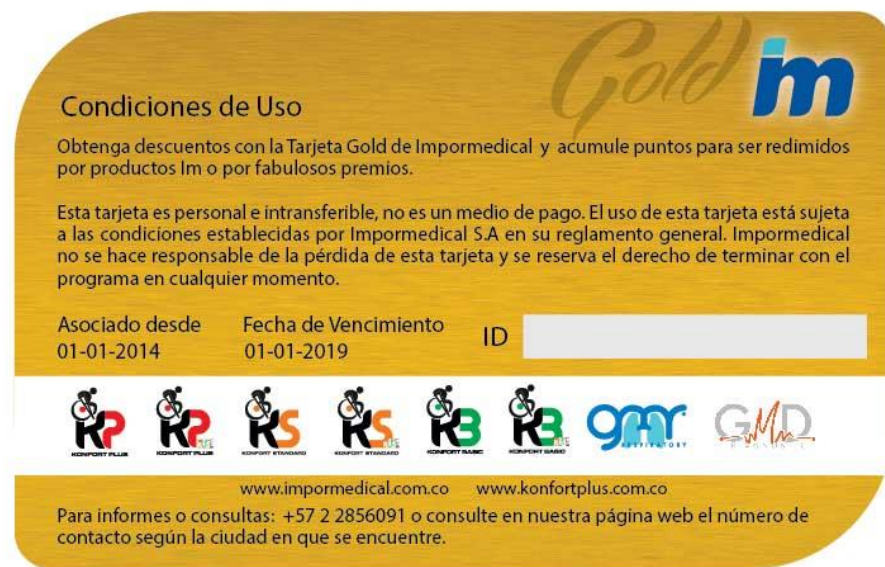 Gold im
Condiciones de Uso
Obtenga descuentos con la Tarjeta Gold de Impormedical y acumule puntos para ser redimidos
por productos Im o por fabulosos premios.
Esta tarjeta es personal e intransferible, no es un medio de pago. El uso de esta tarjeta está sujeta
a las condiciones establecidas por Impormedical S.A en su reglamento general. Impormedical
no se hace responsable de la pérdida de esta tarjeta y se reserva el derecho de terminar con el
programa en cualquier momento.
Asociado desde Fecha de Vencimiento ID
01-01-2014 01-01-2019
KP KP KS KS KB KB gmr GMD
KONFORT PLUS KONFORT PLUS KONFORT STANDARD KONFORT STANDARD KONFORT BASIC KONFORT BASIC RESPIRATORY
www.impormedical.com.co www.konfortplus.com.co
Para informes o consultas: +57 2 2856091 o consulte en nuestra página web el número de
contacto según la ciudad en que se encuentre.